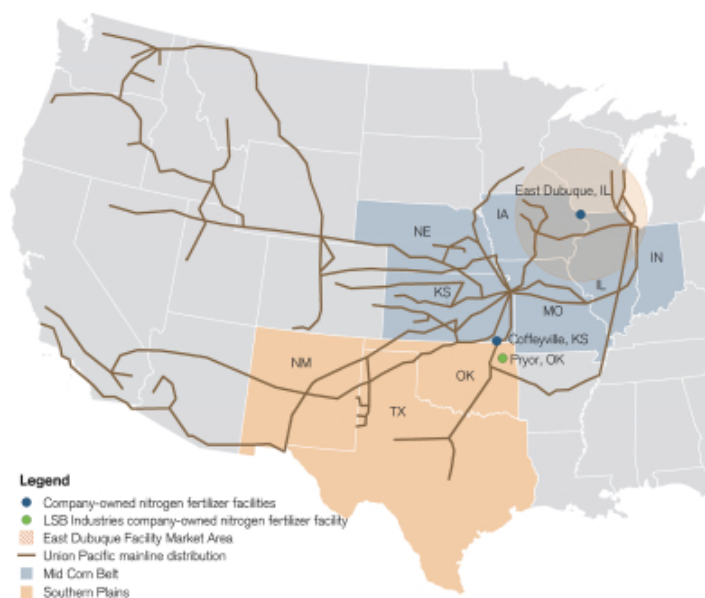 East Dubuque, IL
IA
NE
IN
IL
KS
MO
Coffeyville, KS
Pryor, OK
NM
OK
TX
Legend
Company-owned nitrogen fertilizer facilities
LSB Industries company-owned nitrogen fertilizer facility
East Dubuque Facility Market Area
Union Pacific mainline distribution
Mid Corn Belt
Southern Plains